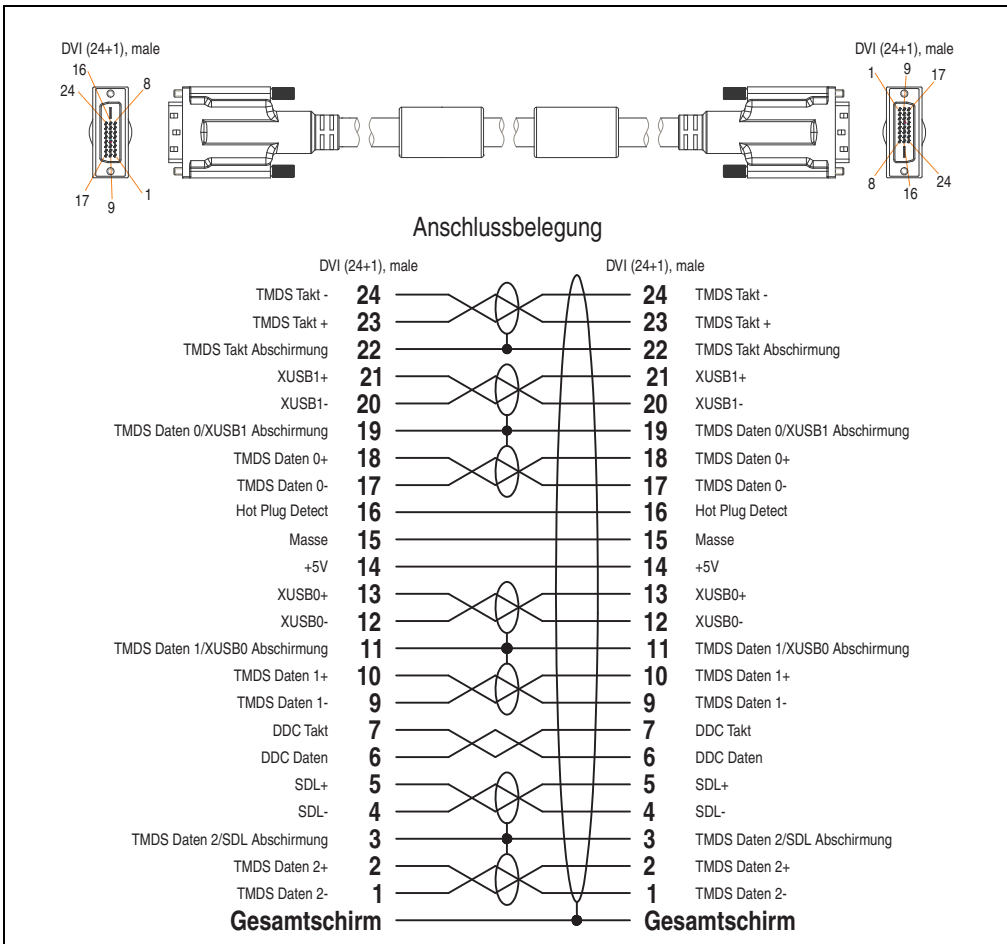 DVI (24+1), male
DVI (24+1), male
16
24
8
17
9
1
1
9
17
8
16
24
Anschlussbelegung
DVI (24+1), male DVI (24+1), male
TMDS Takt - 24 24 TMDS Takt -
TMDS Takt + 23 23 TMDS Takt +
TMDS Takt Abschirmung 22 22 TMDS Takt Abschirmung
XUSB1+ 21 21 XUSB1+
XUSB1- 20 20 XUSB1-
TMDS Daten 0/XUSB1 Abschirmung 19 19 TMDS Daten 0/XUSB1 Abschirmung
TMDS Daten 0+ 18 18 TMDS Daten 0+
TMDS Daten 0- 17 17 TMDS Daten 0-
Hot Plug Detect 16 16 Hot Plug Detect
Masse 15 15 Masse
+5V 14 14 +5V
XUSB0+ 13 13 XUSB0+
XUSB0- 12 12 XUSB0-
TMDS Daten 1/XUSB0 Abschirmung 11 11 TMDS Daten 1/XUSB0 Abschirmung
TMDS Daten 1+ 10 10 TMDS Daten 1+
TMDS Daten 1- 9 9 TMDS Daten 1-
DDC Takt 7 7 DDC Takt
DDC Daten 6 6 DDC Daten
SDL+ 5 5 SDL+
SDL- 4 4 SDL-
TMDS Daten 2/SDL Abschirmung 3 3 TMDS Daten 2/SDL Abschirmung
TMDS Daten 2+ 2 2 TMDS Daten 2+
TMDS Daten 2- 1 1 TMDS Daten 2-
Gesamtschirm Gesamtschirm